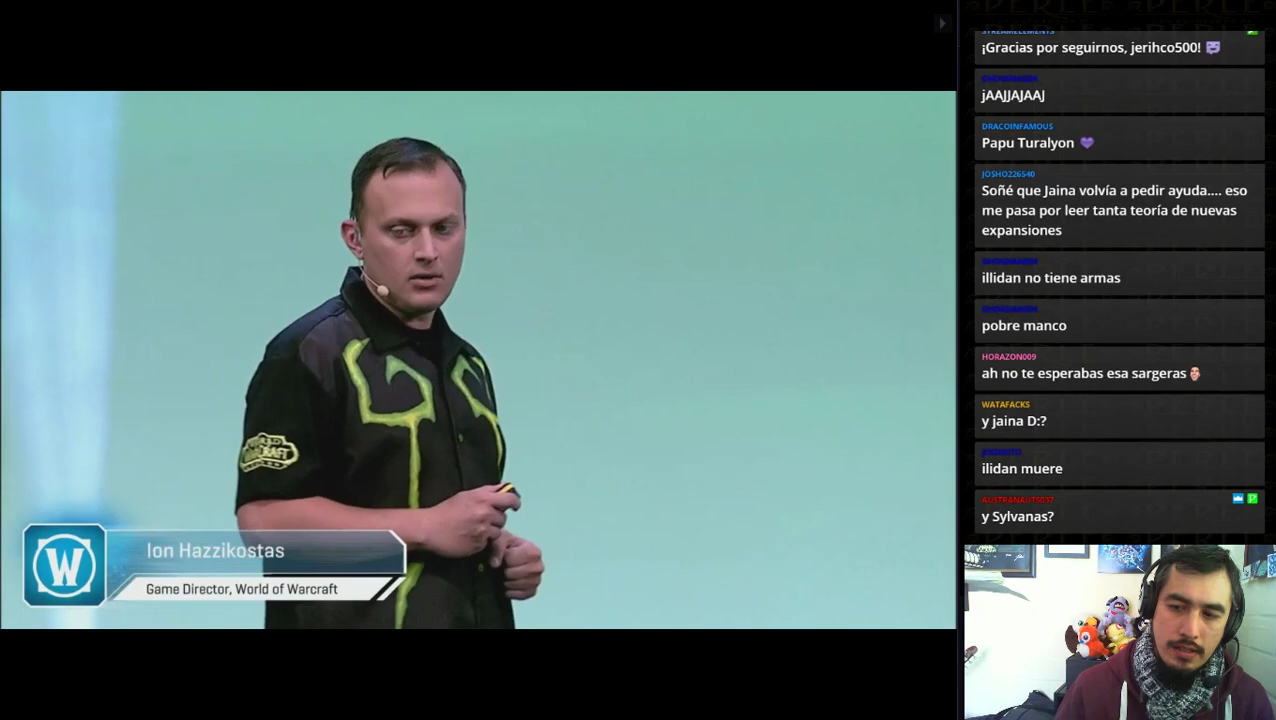 Ion Hazzikostas
Game Director, World of Warcraft
¡Gracias por seguirnos, jerihco500!
jAAJJAJAAJ
DRACOINFAMOUS
Papu Turalyon
JOSHO226540
Soñé que Jaina volvía a pedir ayuda.... eso
me pasa por leer tanta teoría de nuevas
expansiones
illidan no tiene armas
pobre manco
HORAZON009
ah no te esperabas esa sargeras
WATAFACKS
y jaina D:?
ilidan muere
y Sylvanas?